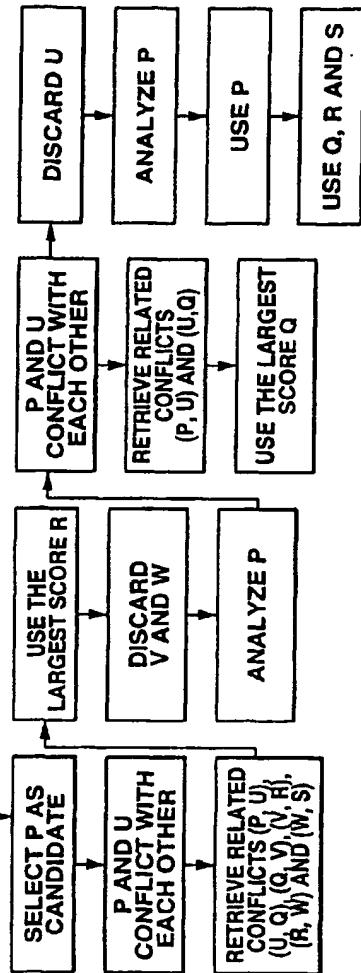 SELECT P AS
CANDIDATE
P AND U
CONFLICT WITH
EACH OTHER
RETRIEVE RELATED
CONFLICTS (P, U)
(U, Q), (Q, V), (V, R),
(R, W) AND (W, S)
USE THE
LARGEST SCORE R
DISCARD
V AND W
ANALYZE P
P AND U
CONFLICT WITH
EACH OTHER
RETRIEVE RELATED
CONFLICTS
(P, U) AND (U,Q)
USE THE LARGEST
SCORE Q
DISCARD U
ANALYZE P
USE P
USE Q, R AND S